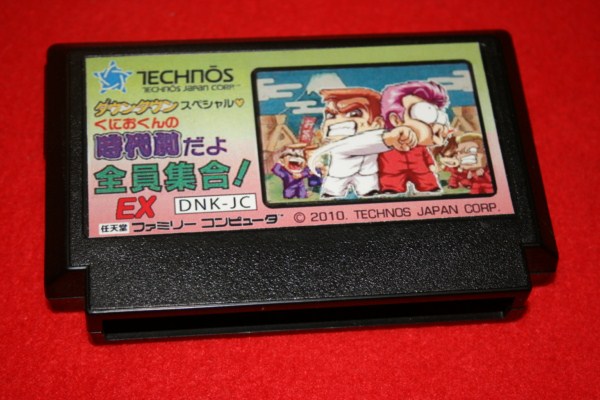 TECHNŌS
TECHNŌS JAPAN CORP.
ダウンタウン スペシャル♡
くにおくんの
時代劇だよ
全員集合!
EX DNK-JC
任天堂 ファミリー コンピュータ
© 2010. TECHNOS JAPAN CORP.